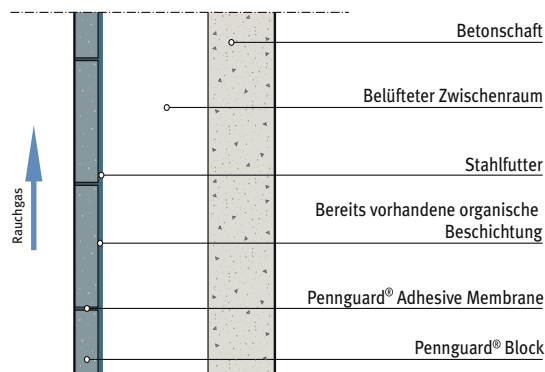 Betonschaft
Belüfteter Zwischenraum
Stahlfutter
Bereits vorhandene organische
Beschichtung
Pennguard® Adhesive Membrane
Pennguard® Block
Rauchgas